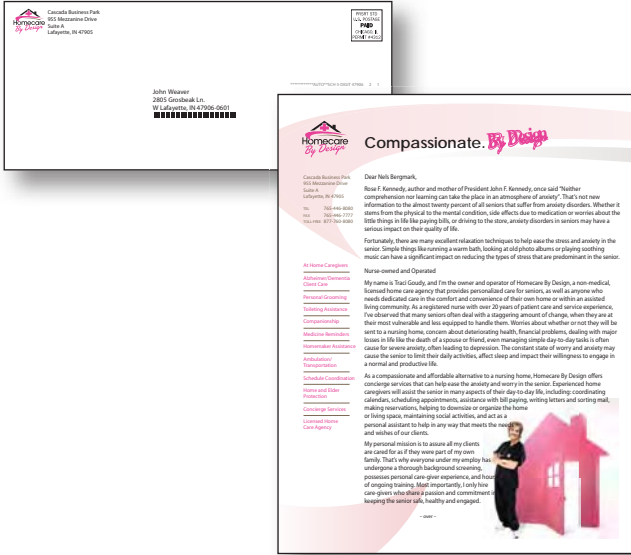 Homecare
By Design
Cascada Business Park
955 Mezzanine Drive
Suite A
Lafayette, IN 47905
PRSRT STD
U.S. POSTAGE
PAID
CHICAGO, IL
John Weaver
2805 Grosbeak Ln.
W Lafayette, IN 47906-0601
Homecare
By Design
Compassionate. By Design
Cascada Business Park
955 Mezzanine Drive
Suite A
Lafayette, IN 47905
TEL 765-446-8080
FAX 765-446-7777
TOLL FREE 877-760-8080
At Home Caregivers
Alzheimer/Dementia
Client Care
Personal Grooming
Toileting Assistance
Companionship
Medicine Reminders
Homemaker Assistance
Ambulation/
Transportation
Schedule Coordination
Home and Elder
Protection
Concierge Services
Licensed Home
Care Agency
Dear Nels Bergmark,
Rose F. Kennedy, author and mother of President John F. Kennedy, once said "Neither
comprehension nor learning can take the place in an atmosphere of anxiety". That's not new
information to the almost twenty percent of all seniors that suffer from anxiety disorders. Whether it
stems from the physical to the mental condition, side effects due to medication or worries about the
little things in life like paying bills, or driving to the store, anxiety disorders in seniors may have a
serious impact on their quality of life.
Fortunately, there are many excellent relaxation techniques to help ease the stress and anxiety in the
senior. Simple things like running a warm bath, looking at old photo albums or playing soothing
music can have a significant impact on reducing the types of stress that are predominant in the senior.
Nurse-owned and Operated
My name is Traci Goudy, and I'm the owner and operator of Homecare By Design, a non-medical,
licensed home care agency that provides personalized care for seniors, as well as anyone who
needs dedicated care in the comfort and convenience of their own home or within an assisted
living community. As a registered nurse with over 20 years of patient care and service experience,
I've observed that many seniors often deal with a staggering amount of change, when they are at
their most vulnerable and less equipped to handle them. Worries about whether or not they will be
sent to a nursing home, concern about deteriorating health, financial problems, dealing with major
losses in life like the death of a spouse or friend, even managing simple day-to-day tasks is often
cause for severe anxiety, often leading to depression. The constant state of worry and anxiety may
cause the senior to limit their daily activities, affect sleep and impact their willingness to engage in
a normal and productive life.
As a compassionate and affordable alternative to a nursing home, Homecare By Design offers
concierge services that can help ease the anxiety and worry in the senior. Experienced home
caregivers will assist the senior in many aspects of their day-to-day life, including: coordinating
calendars, scheduling appointments, assistance with bill paying, writing letters and sorting mail,
making reservations, helping to downsize or organize the home
or living space, maintaining social activities, and act as a
personal assistant to help in any way that meets the needs
and wishes of our clients.
My personal mission is to assure all my clients
are cared for as if they were part of my own
family. That's why everyone under my employ has
undergone a thorough background screening,
possesses personal care-giver experience, and hours
of ongoing training. Most importantly, I only hire
care-givers who share a passion and commitment in
keeping the senior safe, healthy and engaged.
– over –